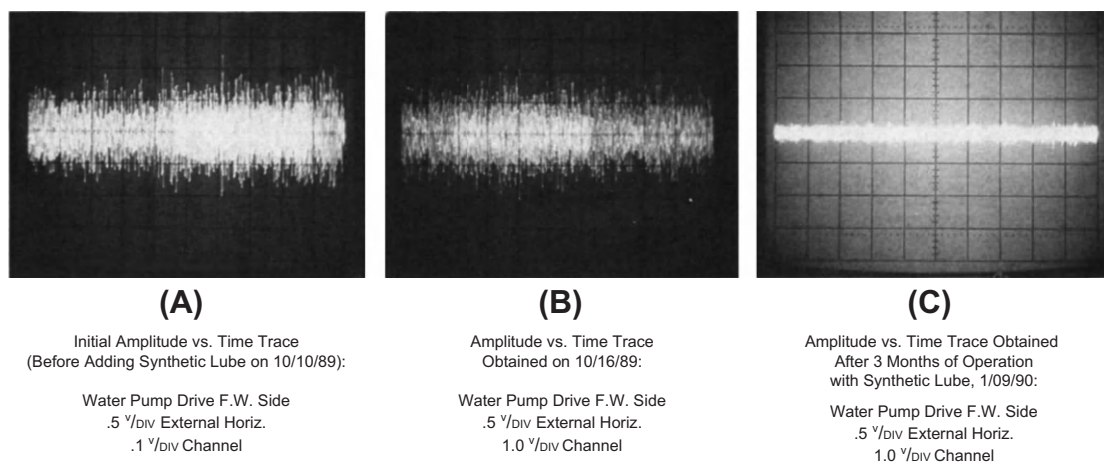 (A)
Initial Amplitude vs. Time Trace
(Before Adding Synthetic Lube on 10/10/89):
Water Pump Drive F.W. Side
.5 v/DIV External Horiz.
.1 v/DIV Channel
(B)
Amplitude vs. Time Trace
Obtained on 10/16/89:
Water Pump Drive F.W. Side
.5 v/DIV External Horiz.
1.0 v/DIV Channel
(C)
Amplitude vs. Time Trace Obtained
After 3 Months of Operation
with Synthetic Lube, 1/09/90:
Water Pump Drive F.W. Side
.5 v/DIV External Horiz.
1.0 v/DIV Channel